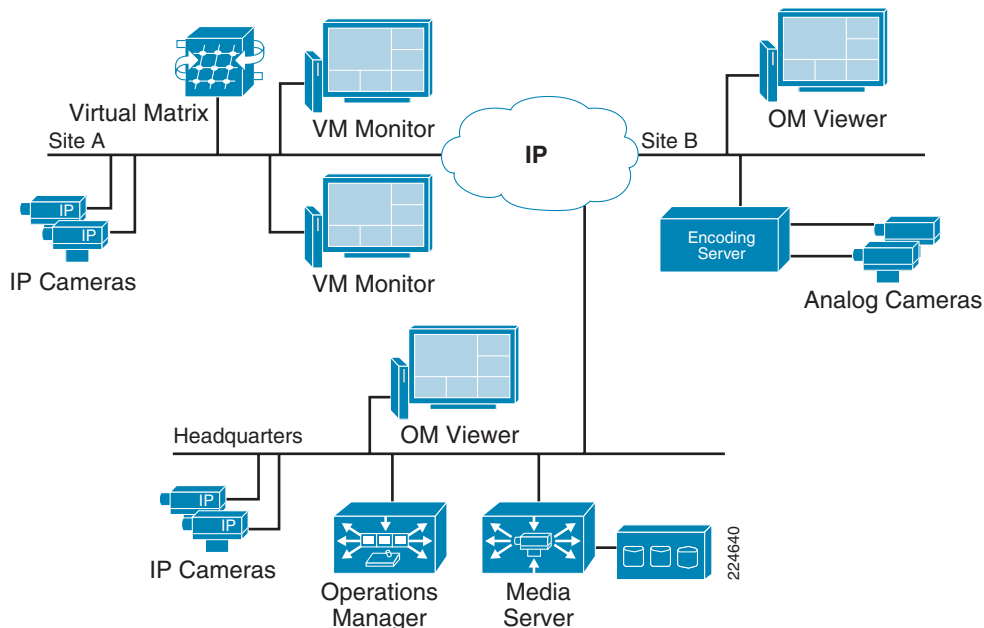 Virtual Matrix
VM Monitor
OM Viewer
Site A
IP
Site B
IP
IP
IP Cameras
VM Monitor
Encoding
Server
Analog Cameras
OM Viewer
Headquarters
IP
IP
IP Cameras
Operations
Manager
Media
Server
224640